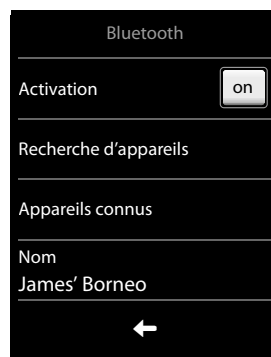 Bluetooth
Activation on
Recherche d’appareils
Appareils connus
Nom
James’ Borneo